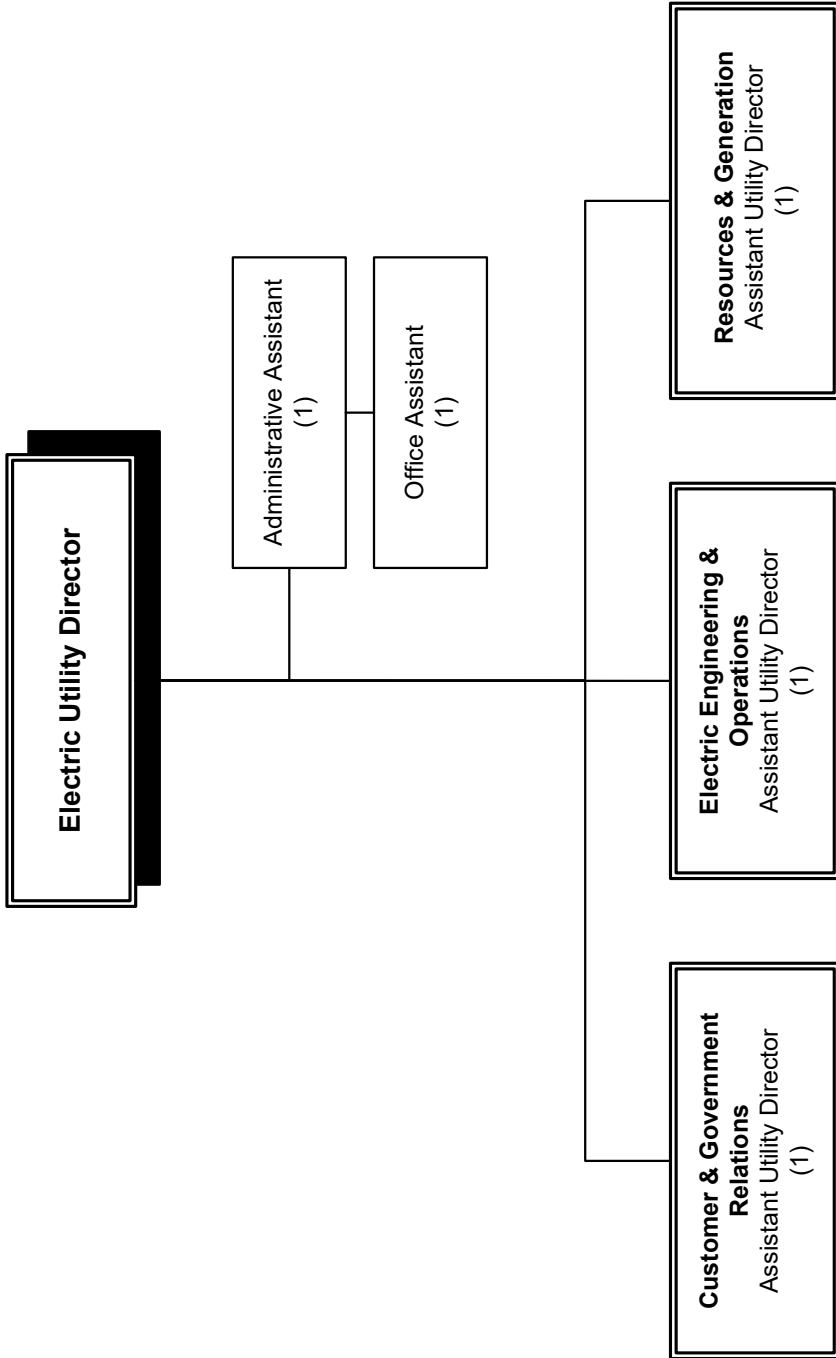 Electric Utility Director
Administrative Assistant
(1)
Office Assistant
(1)
Customer & Government
Relations
Assistant Utility Director
(1)
Electric Engineering &
Operations
Assistant Utility Director
(1)
Resources & Generation
Assistant Utility Director
(1)